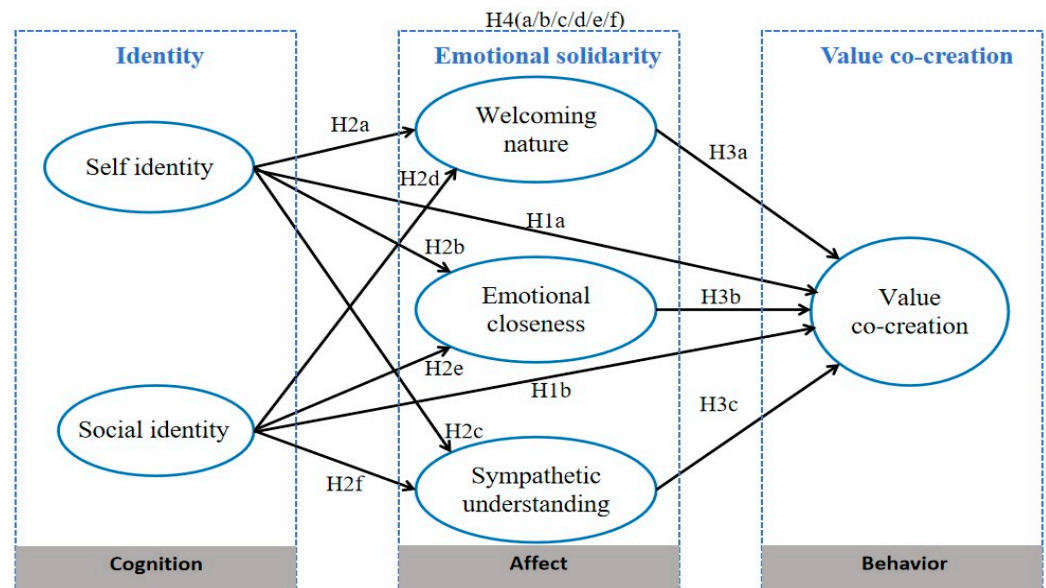 H4(a/b/c/d/e/f)
Identity
Emotional solidarity
Value co-creation
Welcoming
nature
H2a
H3a
Self identity
H2d
H1a
H2b
Emotional
closeness
H3b
Value
co-creation
H2e
H1b
H3c
Social identity
H2c
Sympathetic
understanding
H2f
Cognition
Affect
Behavior